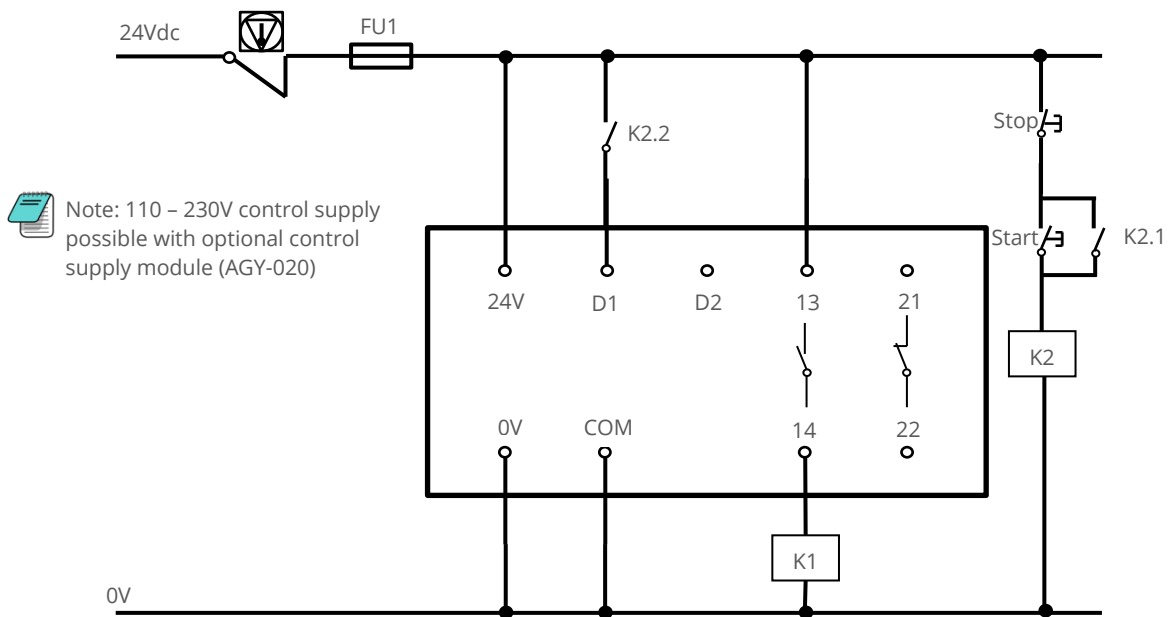 24Vdc
FU1
K2.2
Stop
Note: 110 – 230V control supply
possible with optional control
supply module (AGY-020)
Start
K2.1
24V
D1
D2
13
21
K2
0V
COM
14
22
K1
0V